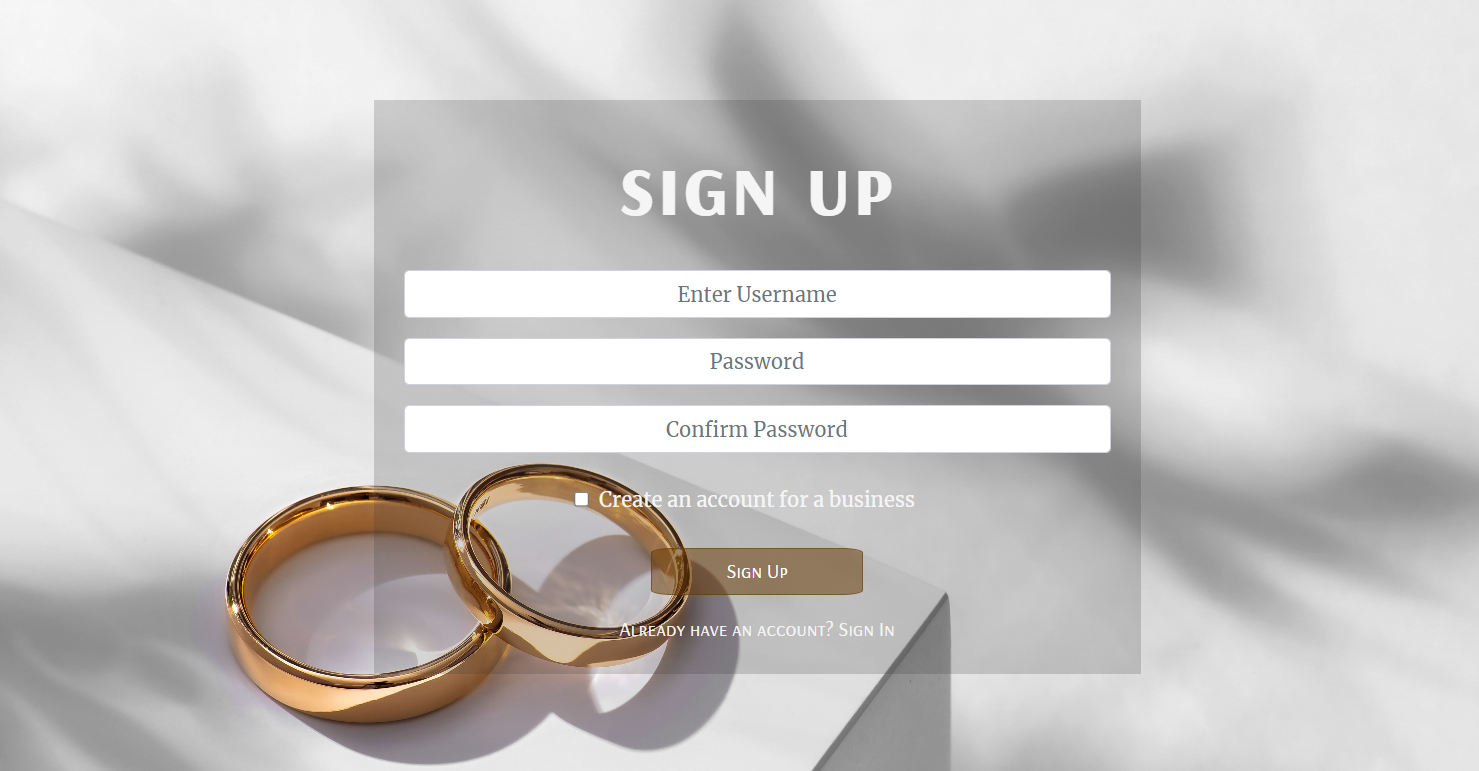 SIGN UP
Enter Username
Password
Confirm Password
Create an account for a business
Sign Up
Already have an account? Sign In